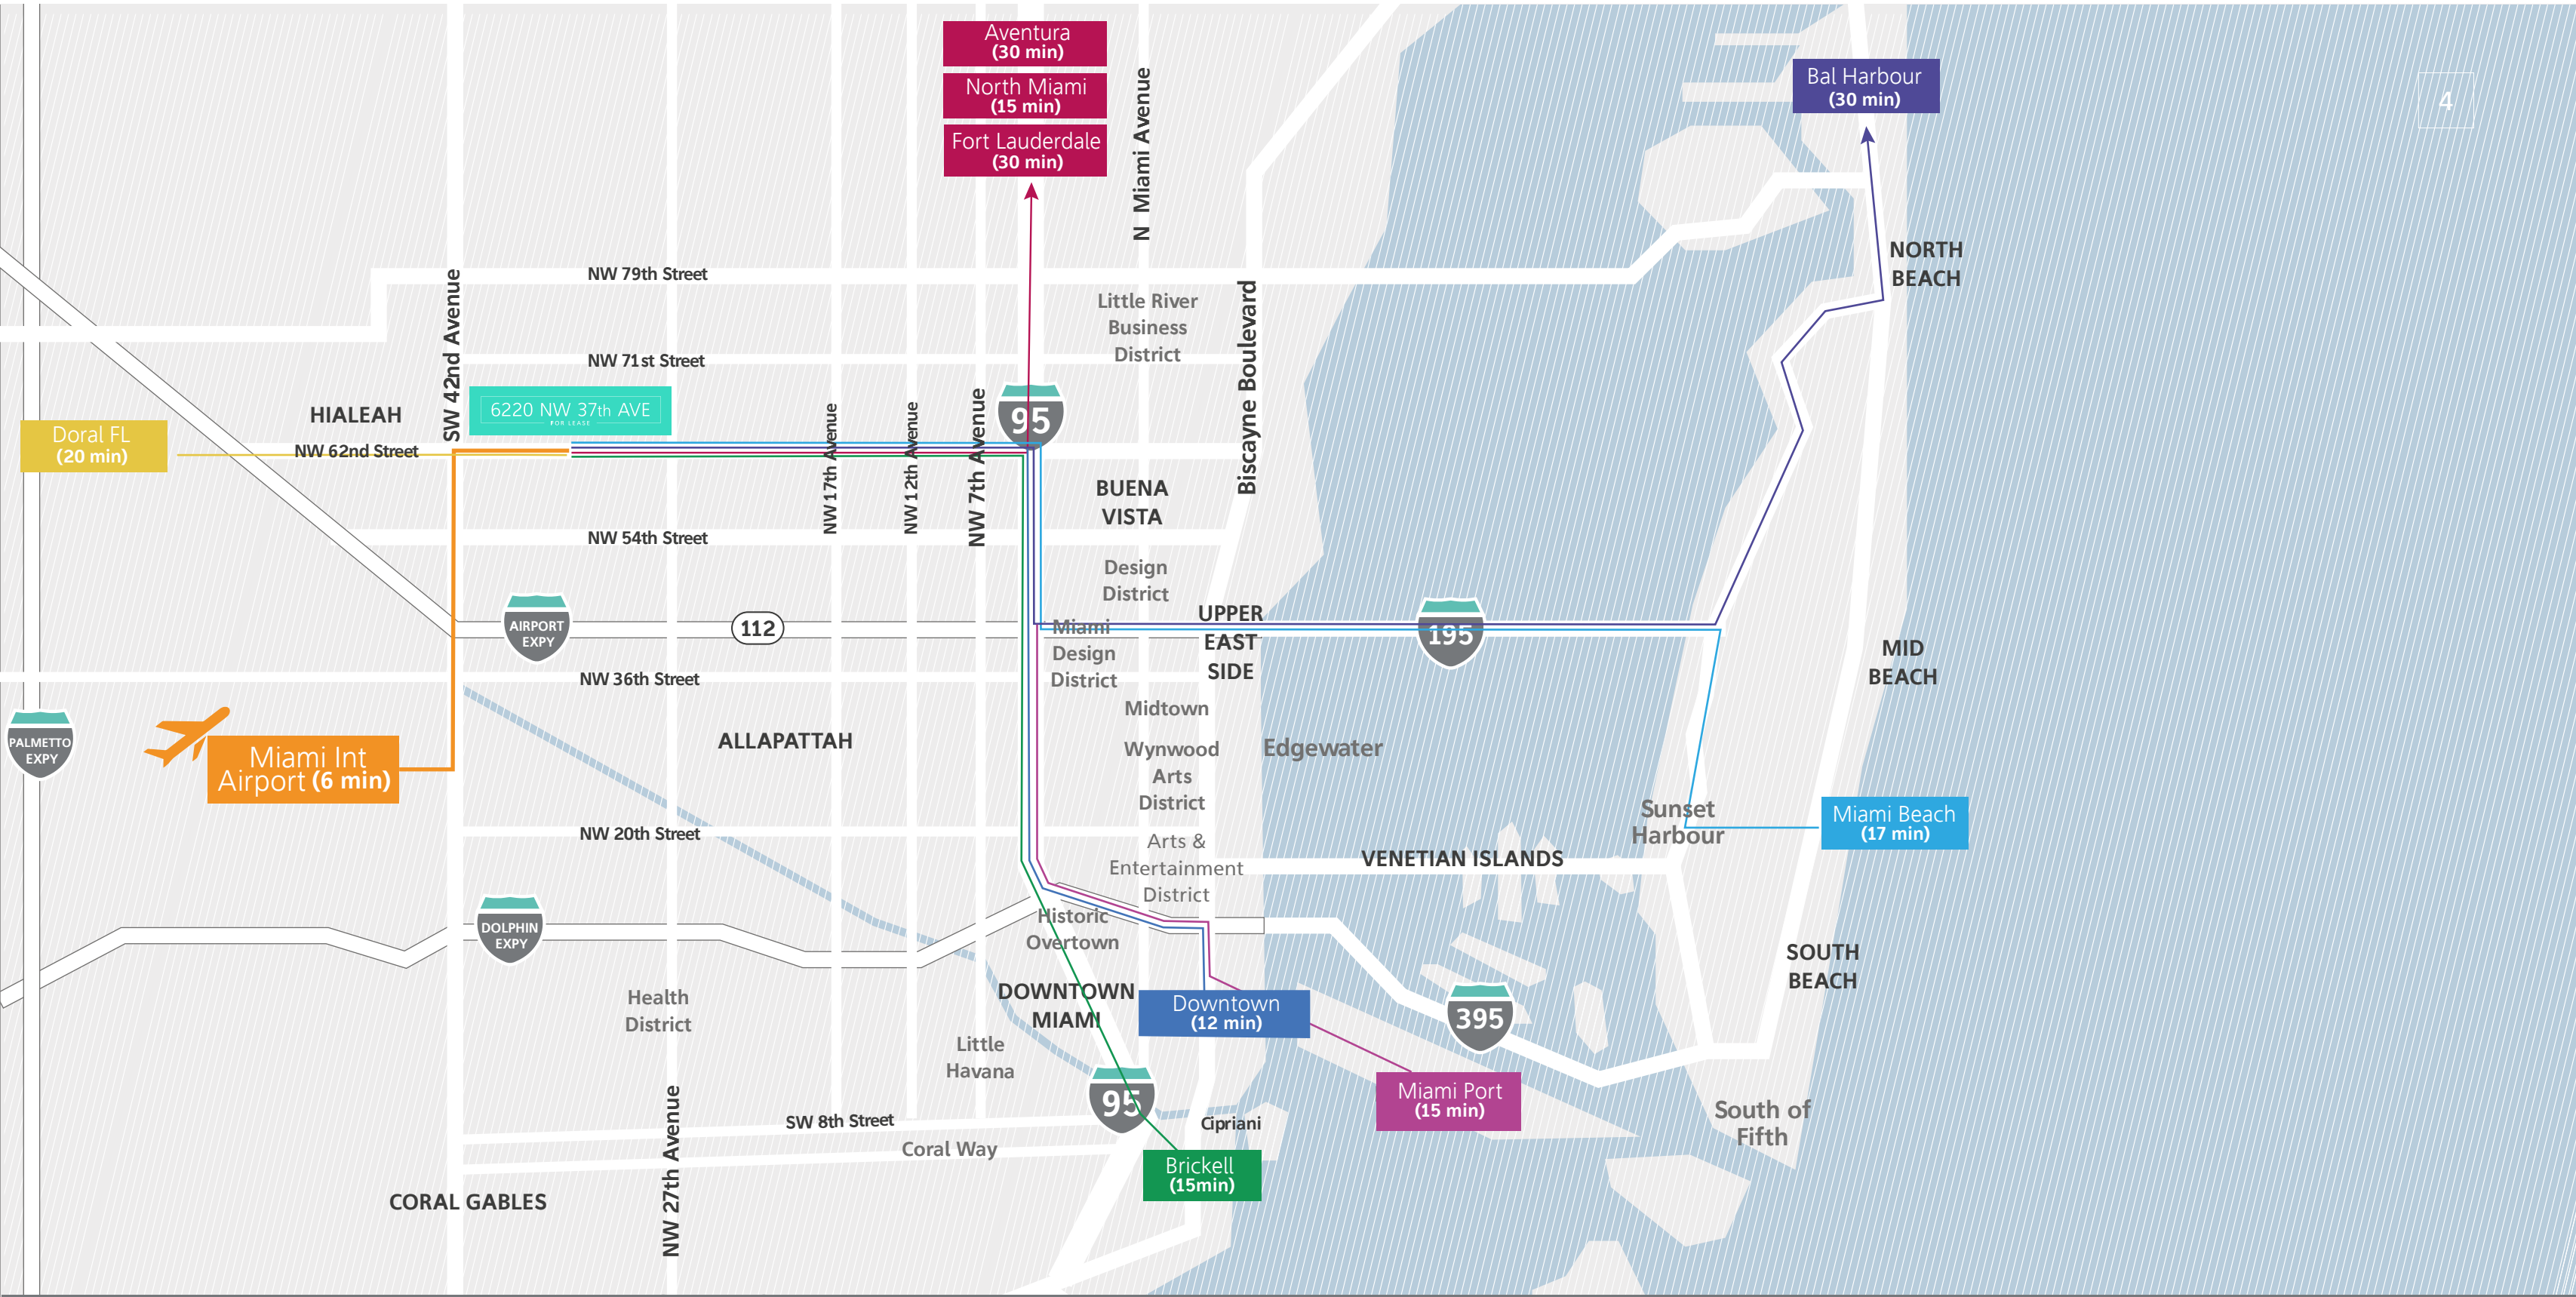 Aventura
(30 min)
North Miami
(15 min)
Fort Lauderdale
(30 min)
N Miami Avenue
Bal Harbour
(30 min)
4
NORTH
BEACH
NW 79th Street
SW 42nd Avenue
Little River
Business
District
Biscayne Boulevard
NW 71st Street
HIALEAH
6220 NW 37th AVE
FOR LEASE
95
Doral FL
(20 min)
NW 62nd Street
NW 17th Avenue
NW 12th Avenue
NW 7th Avenue
BUENA
VISTA
NW 54th Street
Design
District
AIRPORT
EXPY
112
UPPER
EAST
SIDE
Miami
Design
District
195
MID
BEACH
NW 36th Street
Midtown
PALMETTO
EXPY
Miami Int
Airport (6 min)
ALLAPATTAH
Wynwood
Arts
District
Edgewater
Sunset
Harbour
Miami Beach
(17 min)
NW 20th Street
Arts &
Entertainment
District
VENETIAN ISLANDS
DOLPHIN
EXPY
Historic
Overtown
SOUTH
BEACH
Health
District
DOWNTOWN
MIAMI
Downtown
(12 min)
395
Little
Havana
95
Miami Port
(15 min)
NW 27th Avenue
SW 8th Street
Cipriani
South of
Fifth
Coral Way
Brickell
(15min)
CORAL GABLES